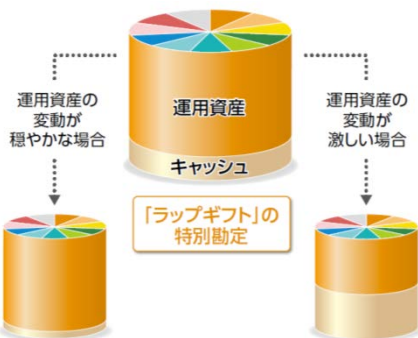 運用資産の
変動が
穏やかな場合
運用資産
キャッシュ
運用資産の
変動が
激しい場合
「ラップギフト」の
特別勘定